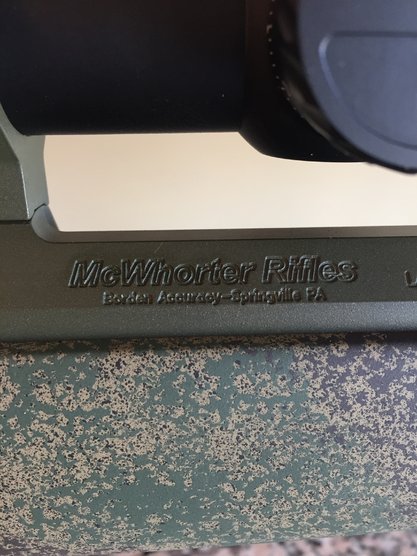 McWhorter Rifles
Borden Accuracy—Springville PA